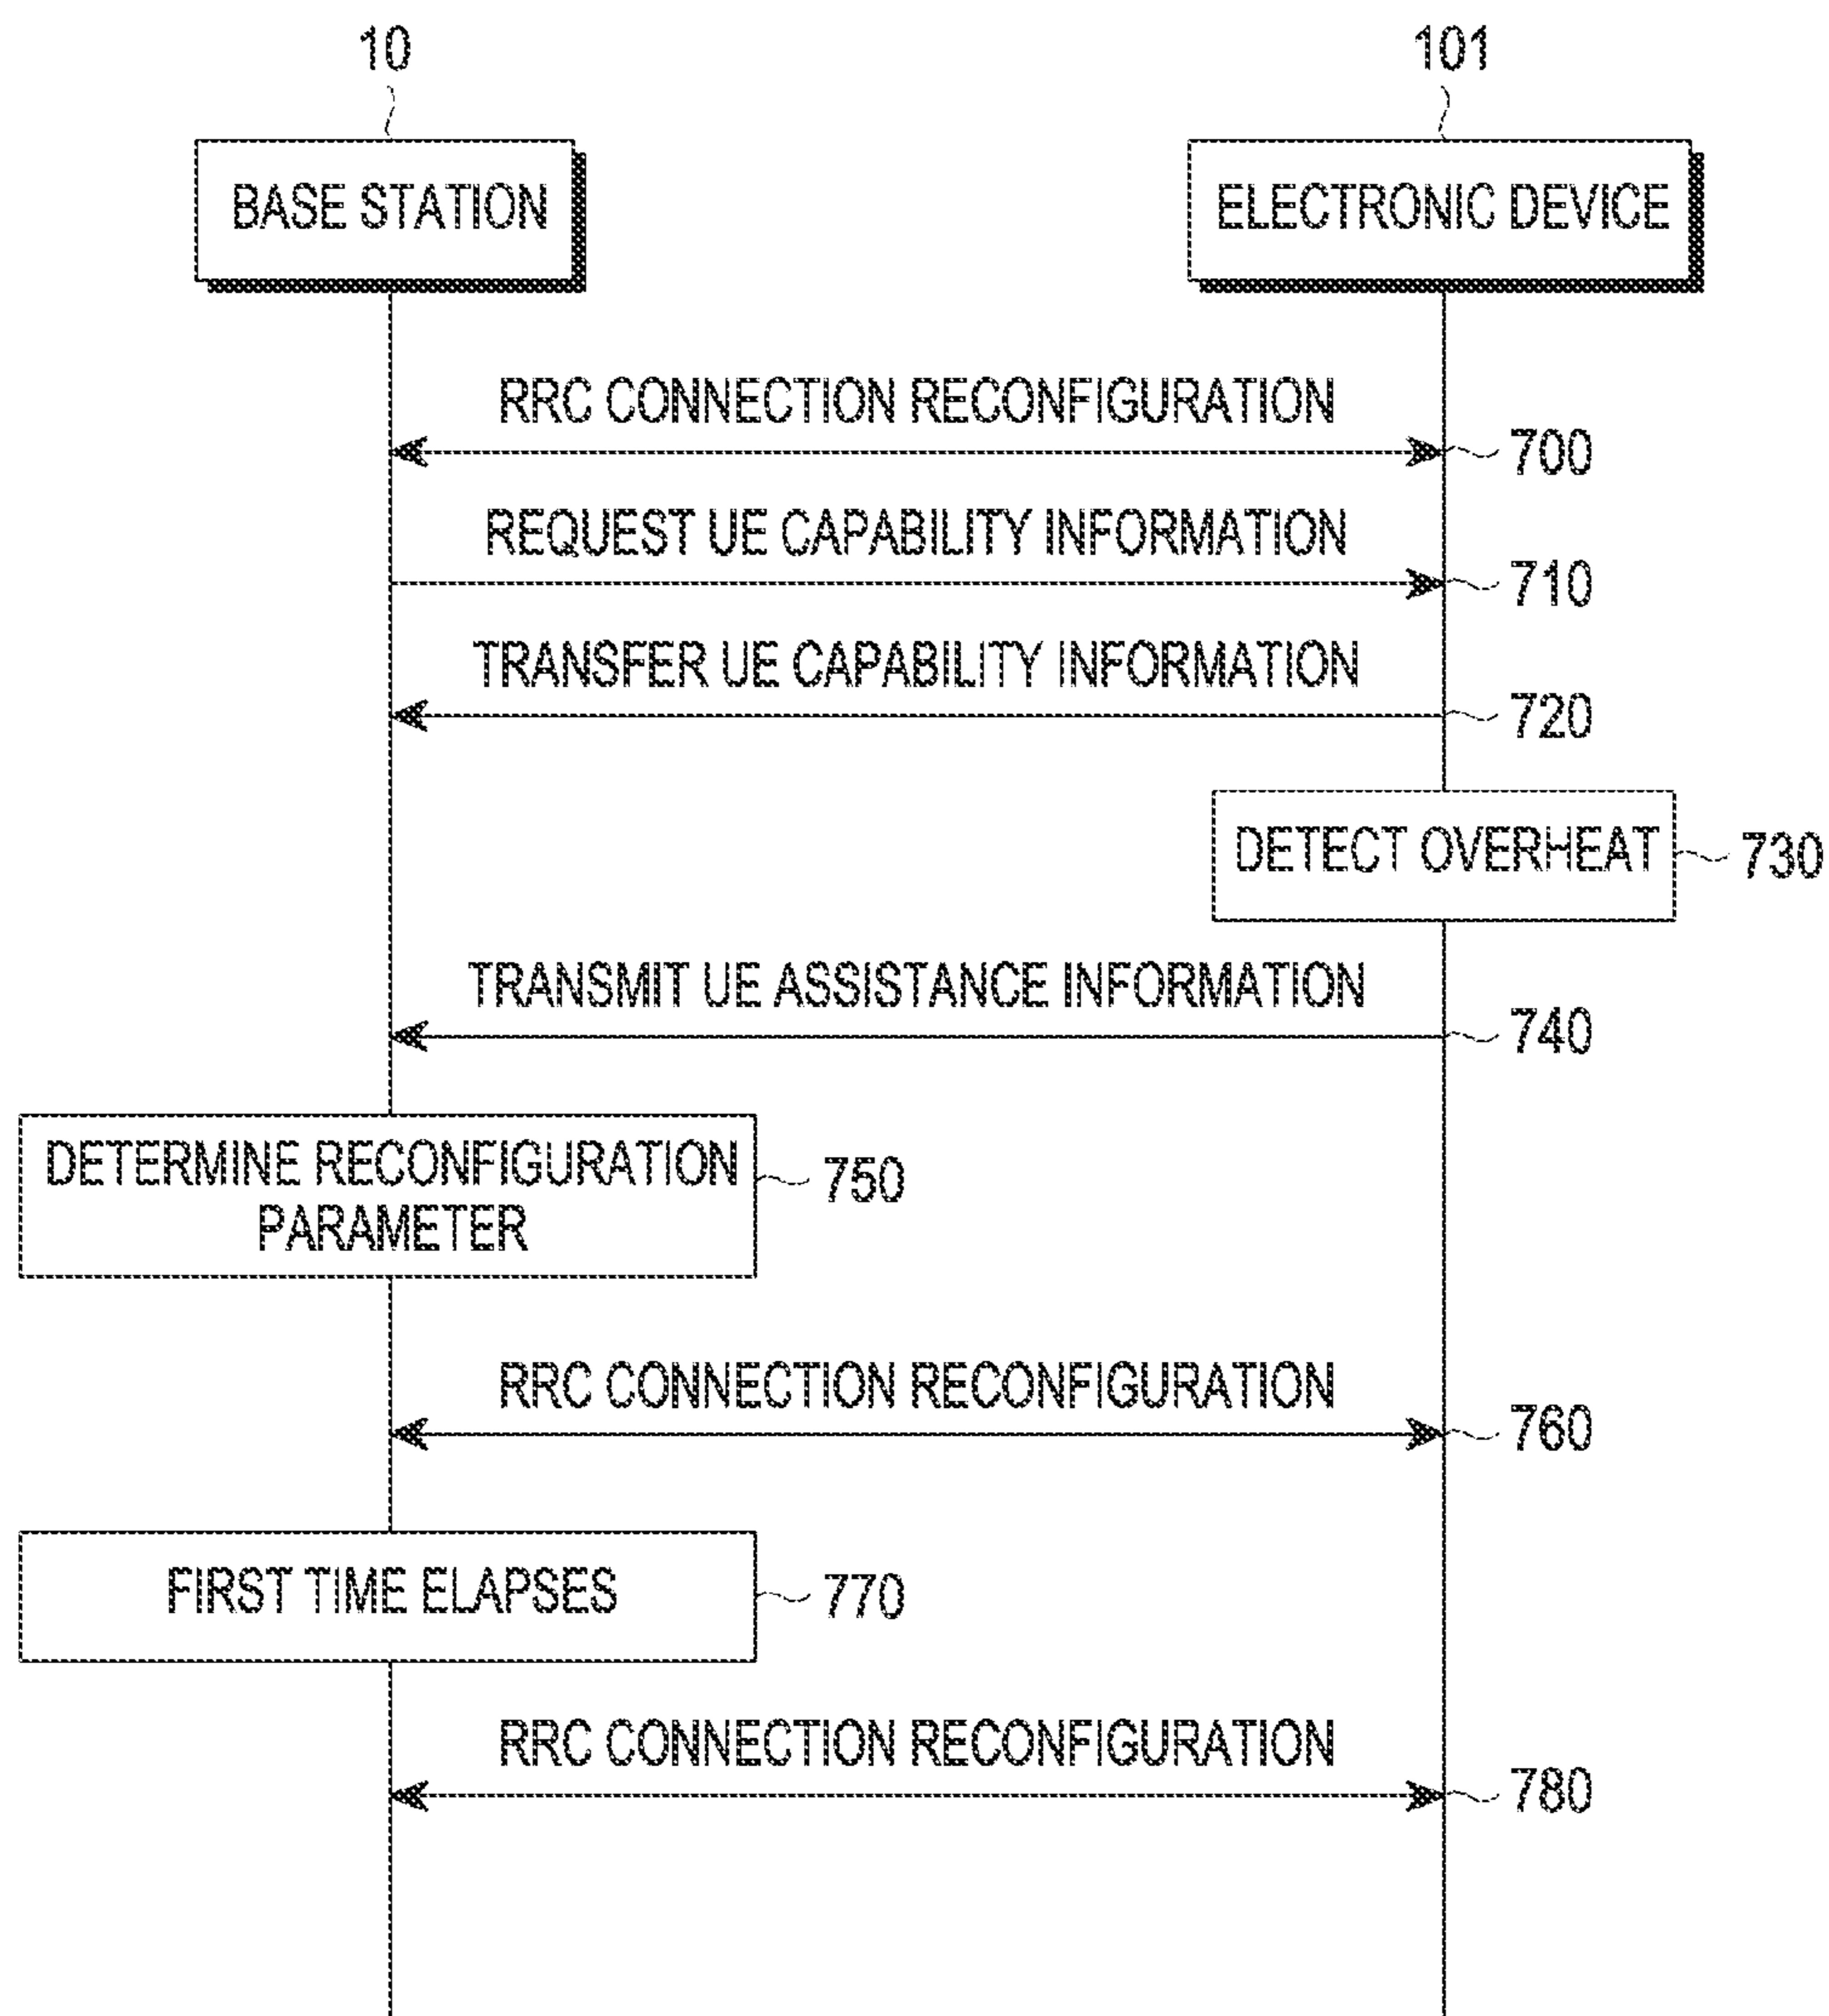 10
101
BASE STATION
ELECTRONIC DEVICE
RRC CONNECTION RECONFIGURATION
700
REQUEST UE CAPABILITY INFORMATION
710
TRANSFER UE CAPABILITY INFORMATION
720
DETECT OVERHEAT
730
TRANSMIT UE ASSISTANCE INFORMATION
740
DETERMINE RECONFIGURATION
PARAMETER
750
RRC CONNECTION RECONFIGURATION
760
FIRST TIME ELAPSES
770
RRC CONNECTION RECONFIGURATION
780